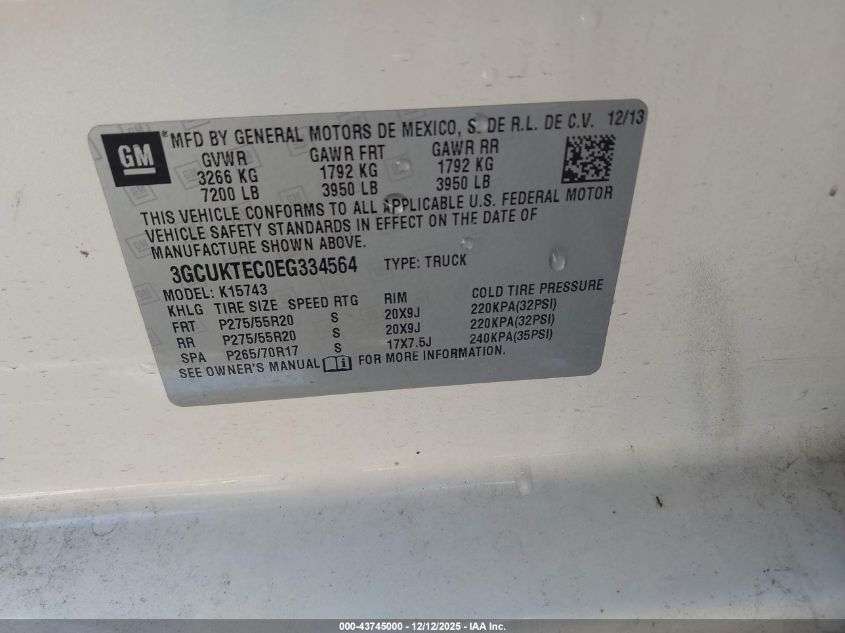 GM ® MFD BY GENERAL MOTORS DE MEXICO, S. DE R.L. DE C.V. 12/13
GVWR GAWR FRT GAWR RR
3266 KG 1792 KG 1792 KG
7200 LB 3950 LB 3950 LB
THIS VEHICLE CONFORMS TO ALL APPLICABLE U.S. FEDERAL MOTOR
VEHICLE SAFETY STANDARDS IN EFFECT ON THE DATE OF
MANUFACTURE SHOWN ABOVE.
3GCUKTEC0EG334564 TYPE: TRUCK
MODEL: K15743
KHLG TIRE SIZE SPEED RTG RIM COLD TIRE PRESSURE
FRT P275/55R20 S 20X9J 220KPA(32PSI)
RR P275/55R20 S 20X9J 220KPA(32PSI)
SPA P265/70R17 S 17X7.5J 240KPA(35PSI)
SEE OWNER'S MANUAL FOR MORE INFORMATION.
000-43745000 - 12/12/2025 - IAA Inc.